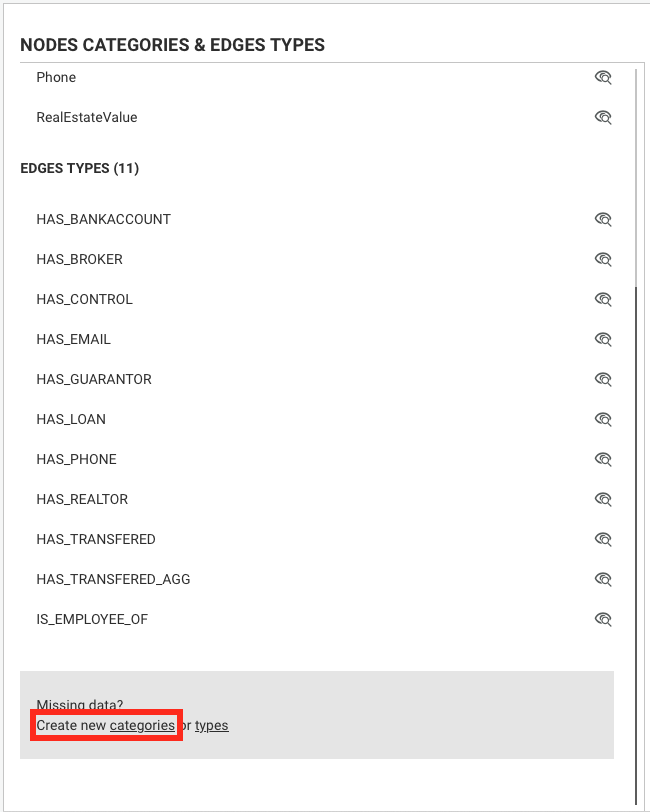 NODES CATEGORIES & EDGES TYPES
Phone
RealEstateValue
EDGES TYPES (11)
HAS_BANKACCOUNT
HAS_BROKER
HAS_CONTROL
HAS_EMAIL
HAS_GUARANTOR
HAS_LOAN
HAS_PHONE
HAS_REALTOR
HAS_TRANSFERED
HAS_TRANSFERED_AGG
IS_EMPLOYEE_OF
Missing data?
Create new categories or types